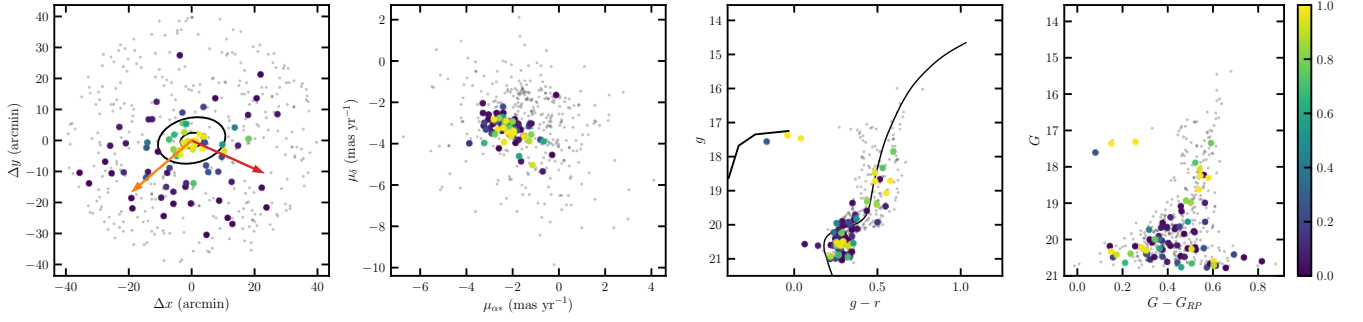 40 30 20 10 0 −10 −20 −30 −40
Δy (arcmin)
−40 −20 0 20 40
Δx (arcmin)
2 0 −2 −4 −6 −8 −10
μ_δ (mas yr⁻¹)
−6 −4 −2 0 2 4
μ_α* (mas yr⁻¹)
14 15 16 17 18 19 20 21
g
0.0 0.5 1.0
g − r
14 15 16 17 18 19 20 21
G
0.0 0.2 0.4 0.6 0.8
G − G_RP
1.0 0.8 0.6 0.4 0.2 0.0